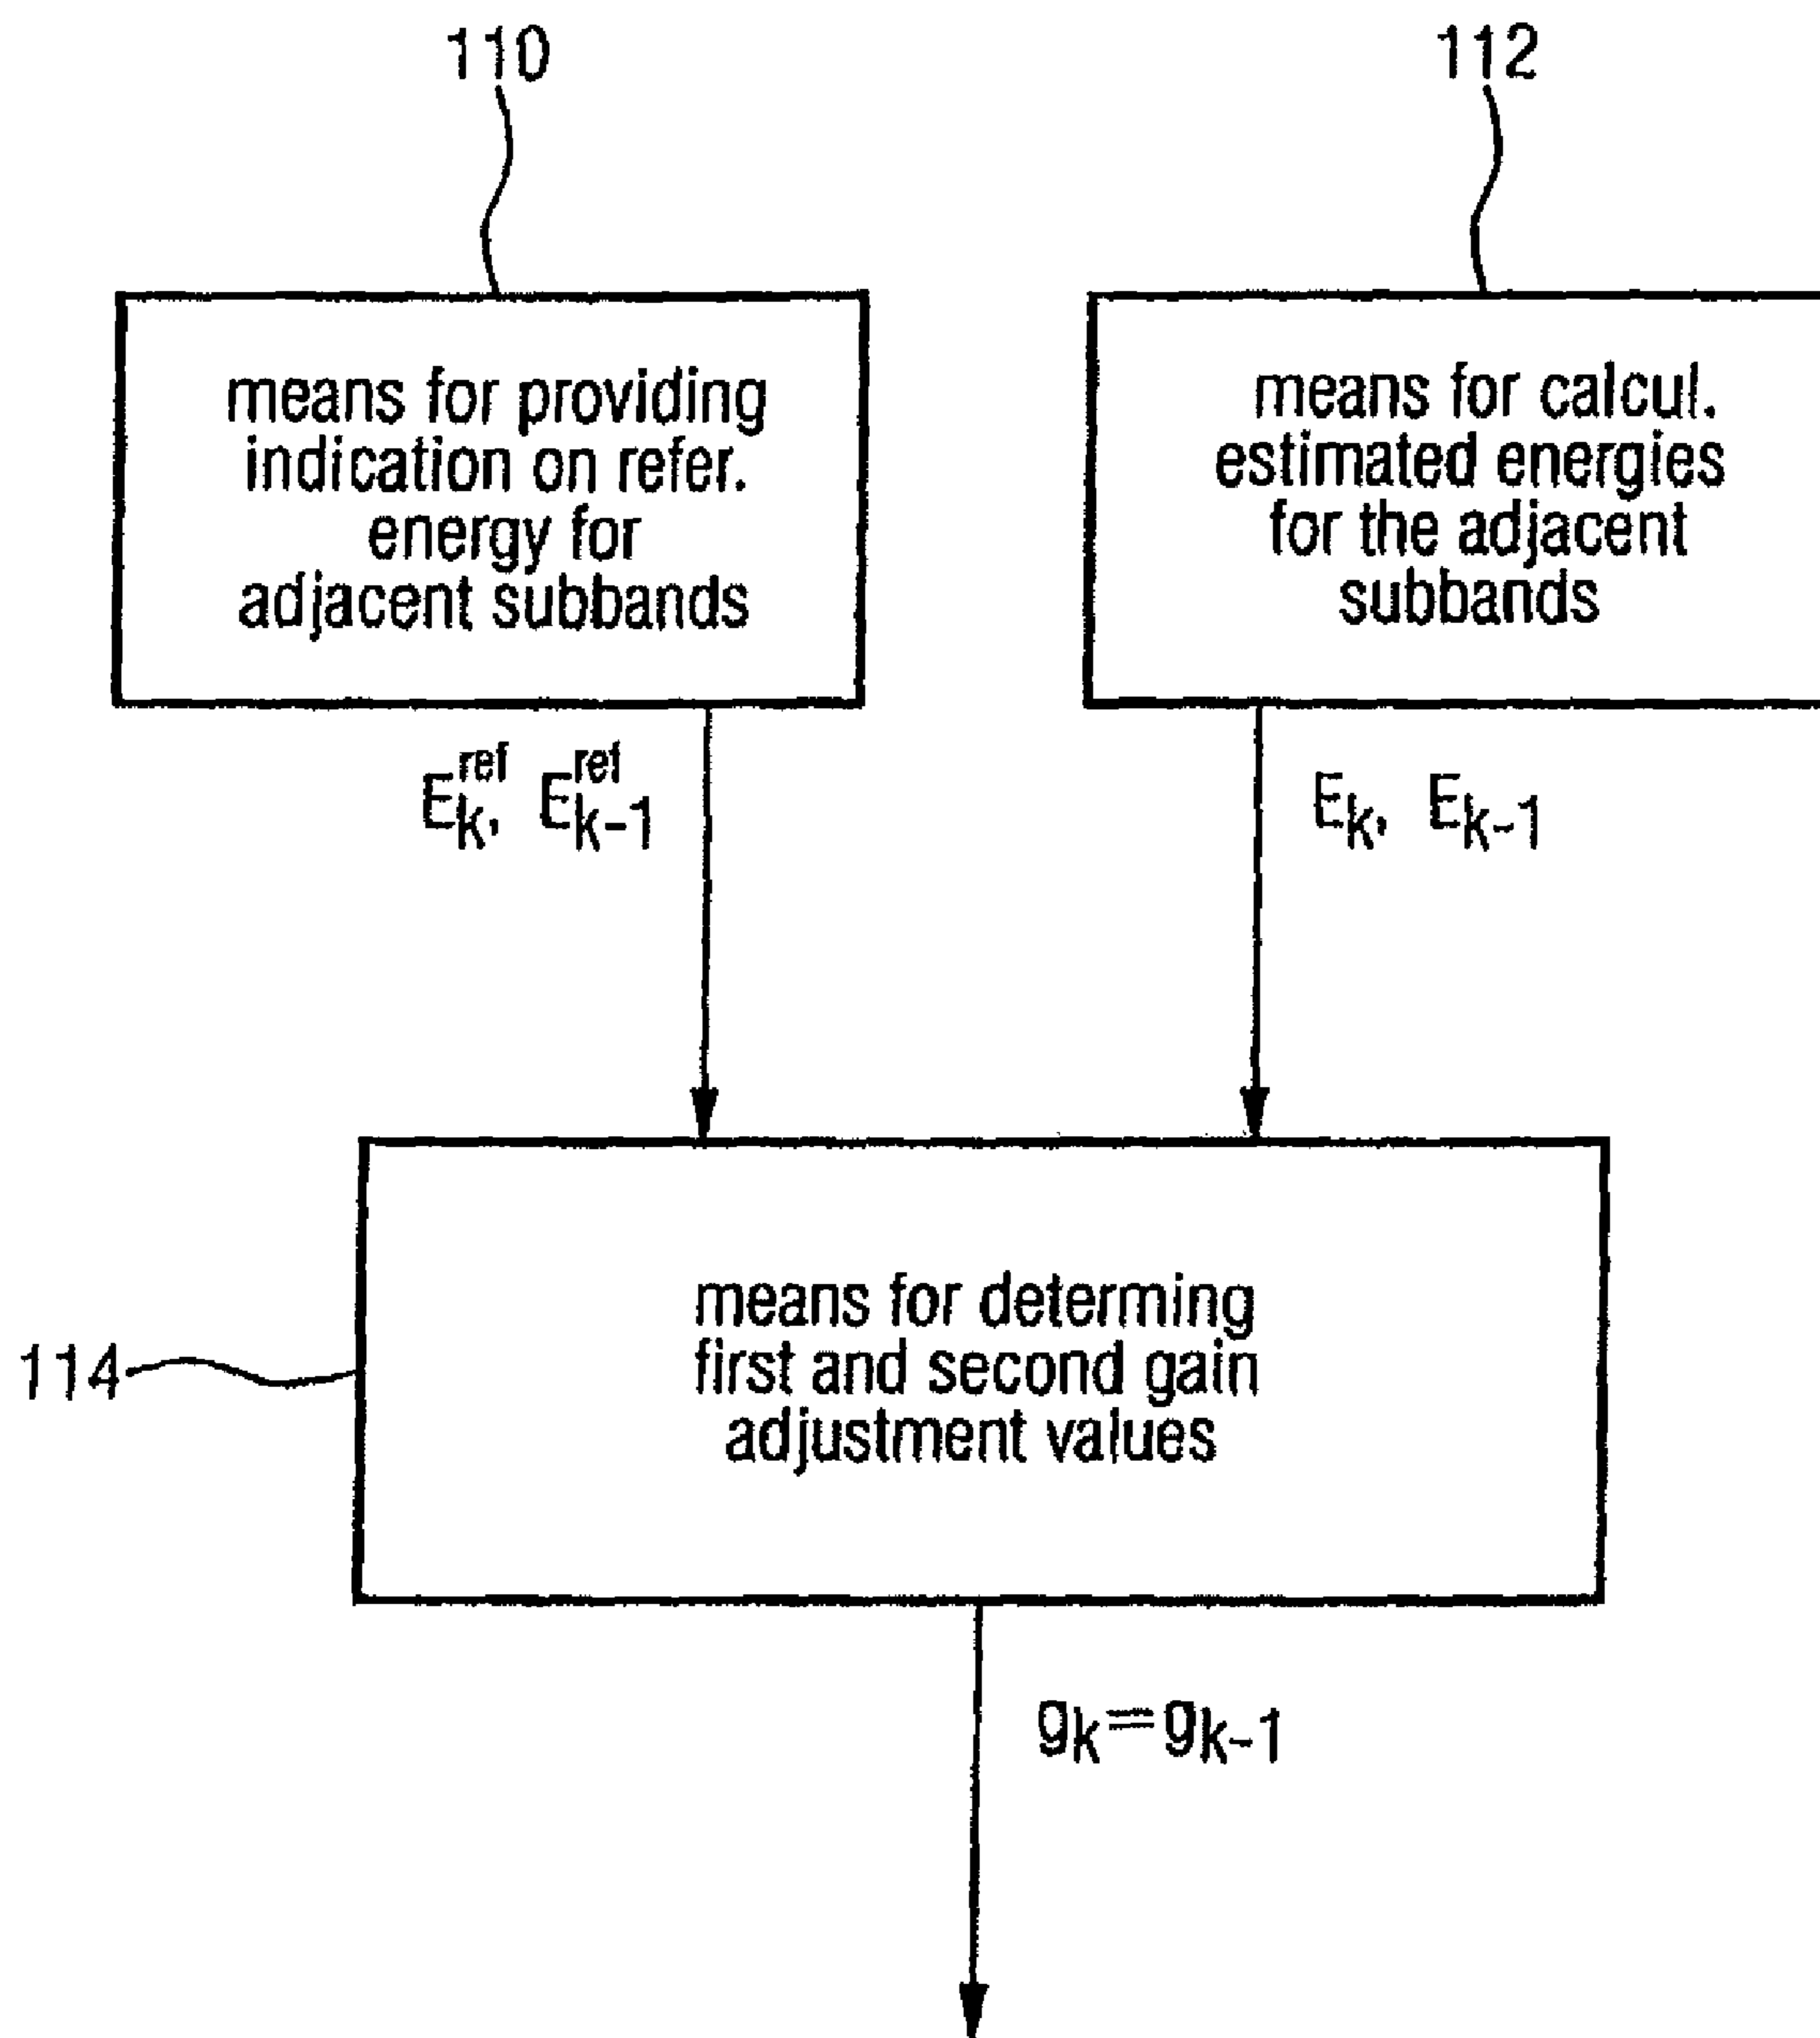 110
112
means for providing
indication on refer.
energy for
adjacent subbands
means for calcul.
estimated energies
for the adjacent
subbands
E_k^ref, E_k-1^ref
E_k, E_k-1
114
means for determing
first and second gain
adjustment values
g_k=g_k-1